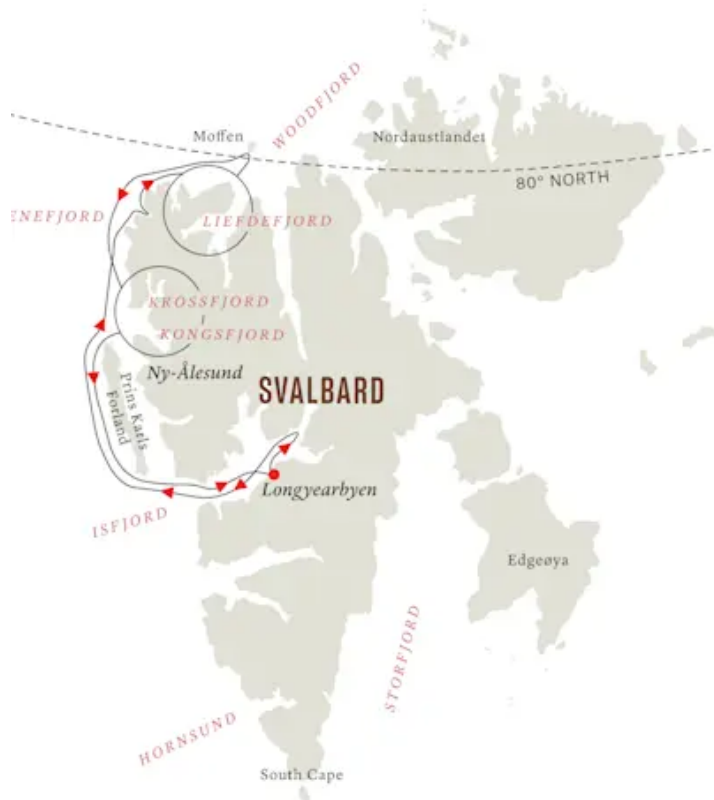 WOODFJORD
Moffen
Nordaustlandet
80° NORTH
ENEFJORD
LIEFDEFJORD
KROSSFJORD
/
KONGSFJORD
Ny-Ålesund
SVALBARD
Prins Karls
Forland
Longyearbyen
ISFJORD
Edgeøya
STORFJORD
HORNSUND
South Cape